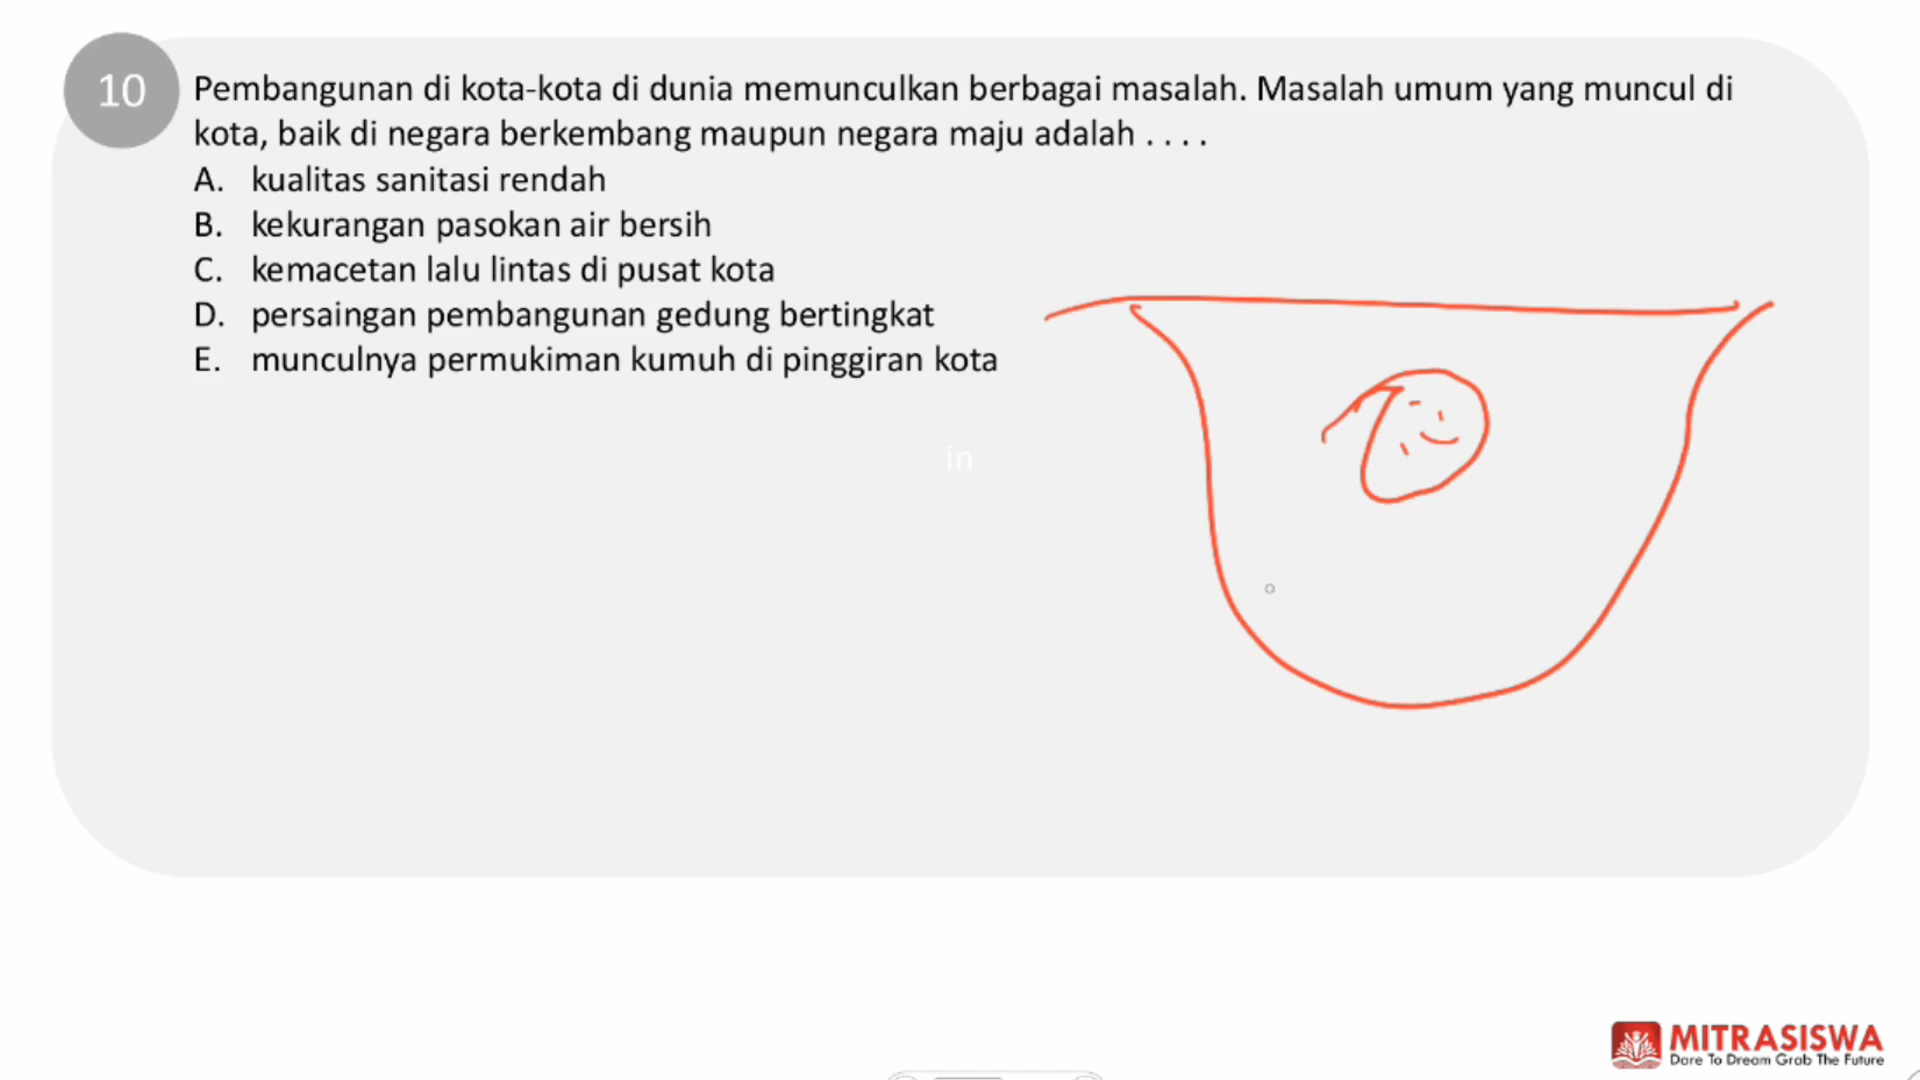 10
Pembangunan di kota-kota di dunia memunculkan berbagai masalah. Masalah umum yang muncul di
kota, baik di negara berkembang maupun negara maju adalah . . . .
A. kualitas sanitasi rendah
B. kekurangan pasokan air bersih
C. kemacetan lalu lintas di pusat kota
D. persaingan pembangunan gedung bertingkat
E. munculnya permukiman kumuh di pinggiran kota
in
MITRASISWA
Dare To Dream Grab The Future